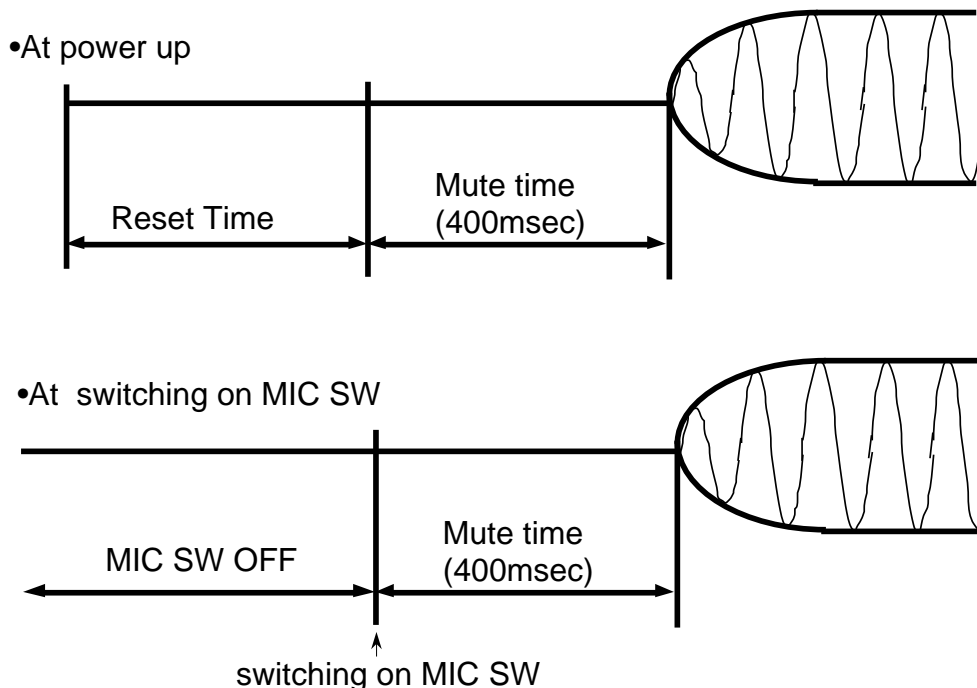 •At power up
Reset Time
Mute time
(400msec)
•At switching on MIC SW
MIC SW OFF
Mute time
(400msec)
switching on MIC SW